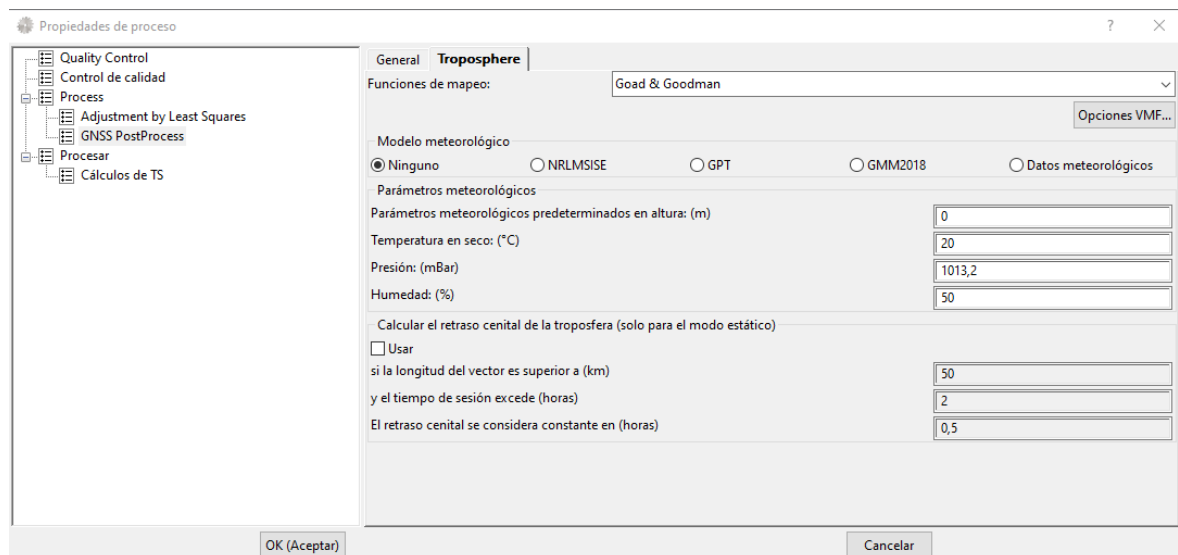 Propiedades de proceso
Quality Control
Control de calidad
Process
Adjustment by Least Squares
GNSS PostProcess
Procesar
Cálculos de TS
General Troposphere
Funciones de mapeo: Goad & Goodman
Opciones VMF...
Modelo meteorológico
Ninguno NRLMSISE GPT GMM2018 Datos meteorológicos
Parámetros meteorológicos
Parámetros meteorológicos predeterminados en altura: (m) 0
Temperatura en seco: (°C) 20
Presión: (mBar) 1013,2
Humedad: (%) 50
Calcular el retraso cenital de la troposfera (solo para el modo estático)
Usar
si la longitud del vector es superior a (km) 50
y el tiempo de sesión excede (horas) 2
El retraso cenital se considera constante en (horas) 0,5
OK (Aceptar) Cancelar